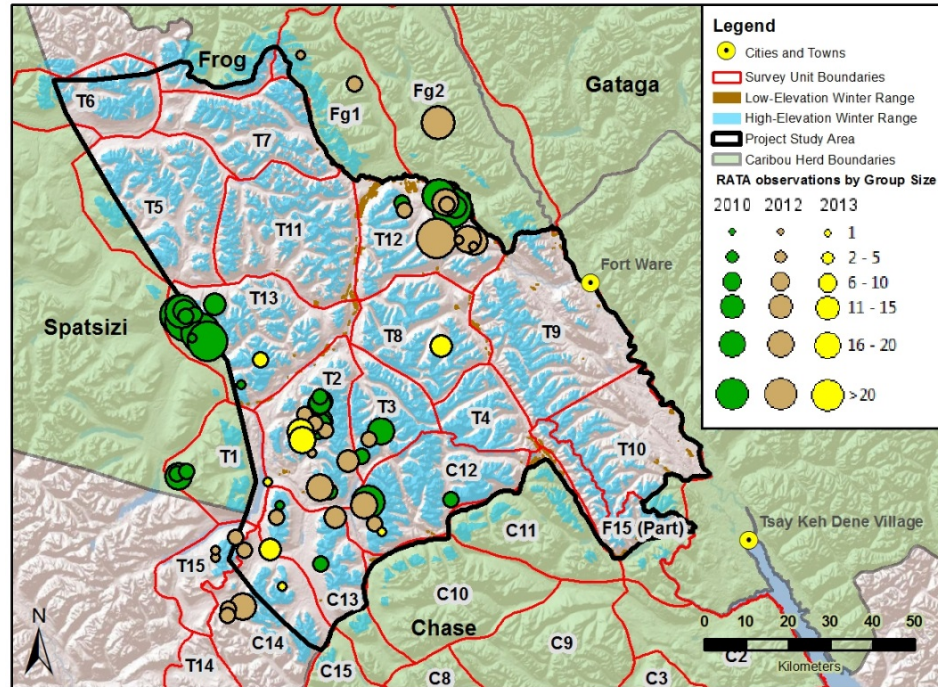 Frog
Gataga
Fg1
Fg2
T6
T7
T5
T11
T12
Fort Ware
Spatsizi
T13
T8
T9
T2
T3
T4
T1
T10
C12
F15 (Part)
Tsay Keh Dene Village
C11
T15
C13
C10
Chase
C14
T14
C15
C9
C8
C3
C2
N
Legend
Cities and Towns
Survey Unit Boundaries
Low-Elevation Winter Range
High-Elevation Winter Range
Project Study Area
Caribou Herd Boundaries
RATA observations by Group Size
2010 2012 2013
1
2 - 5
6 - 10
11 - 15
16 - 20
>20
0 10 20 30 40 50
Kilometers